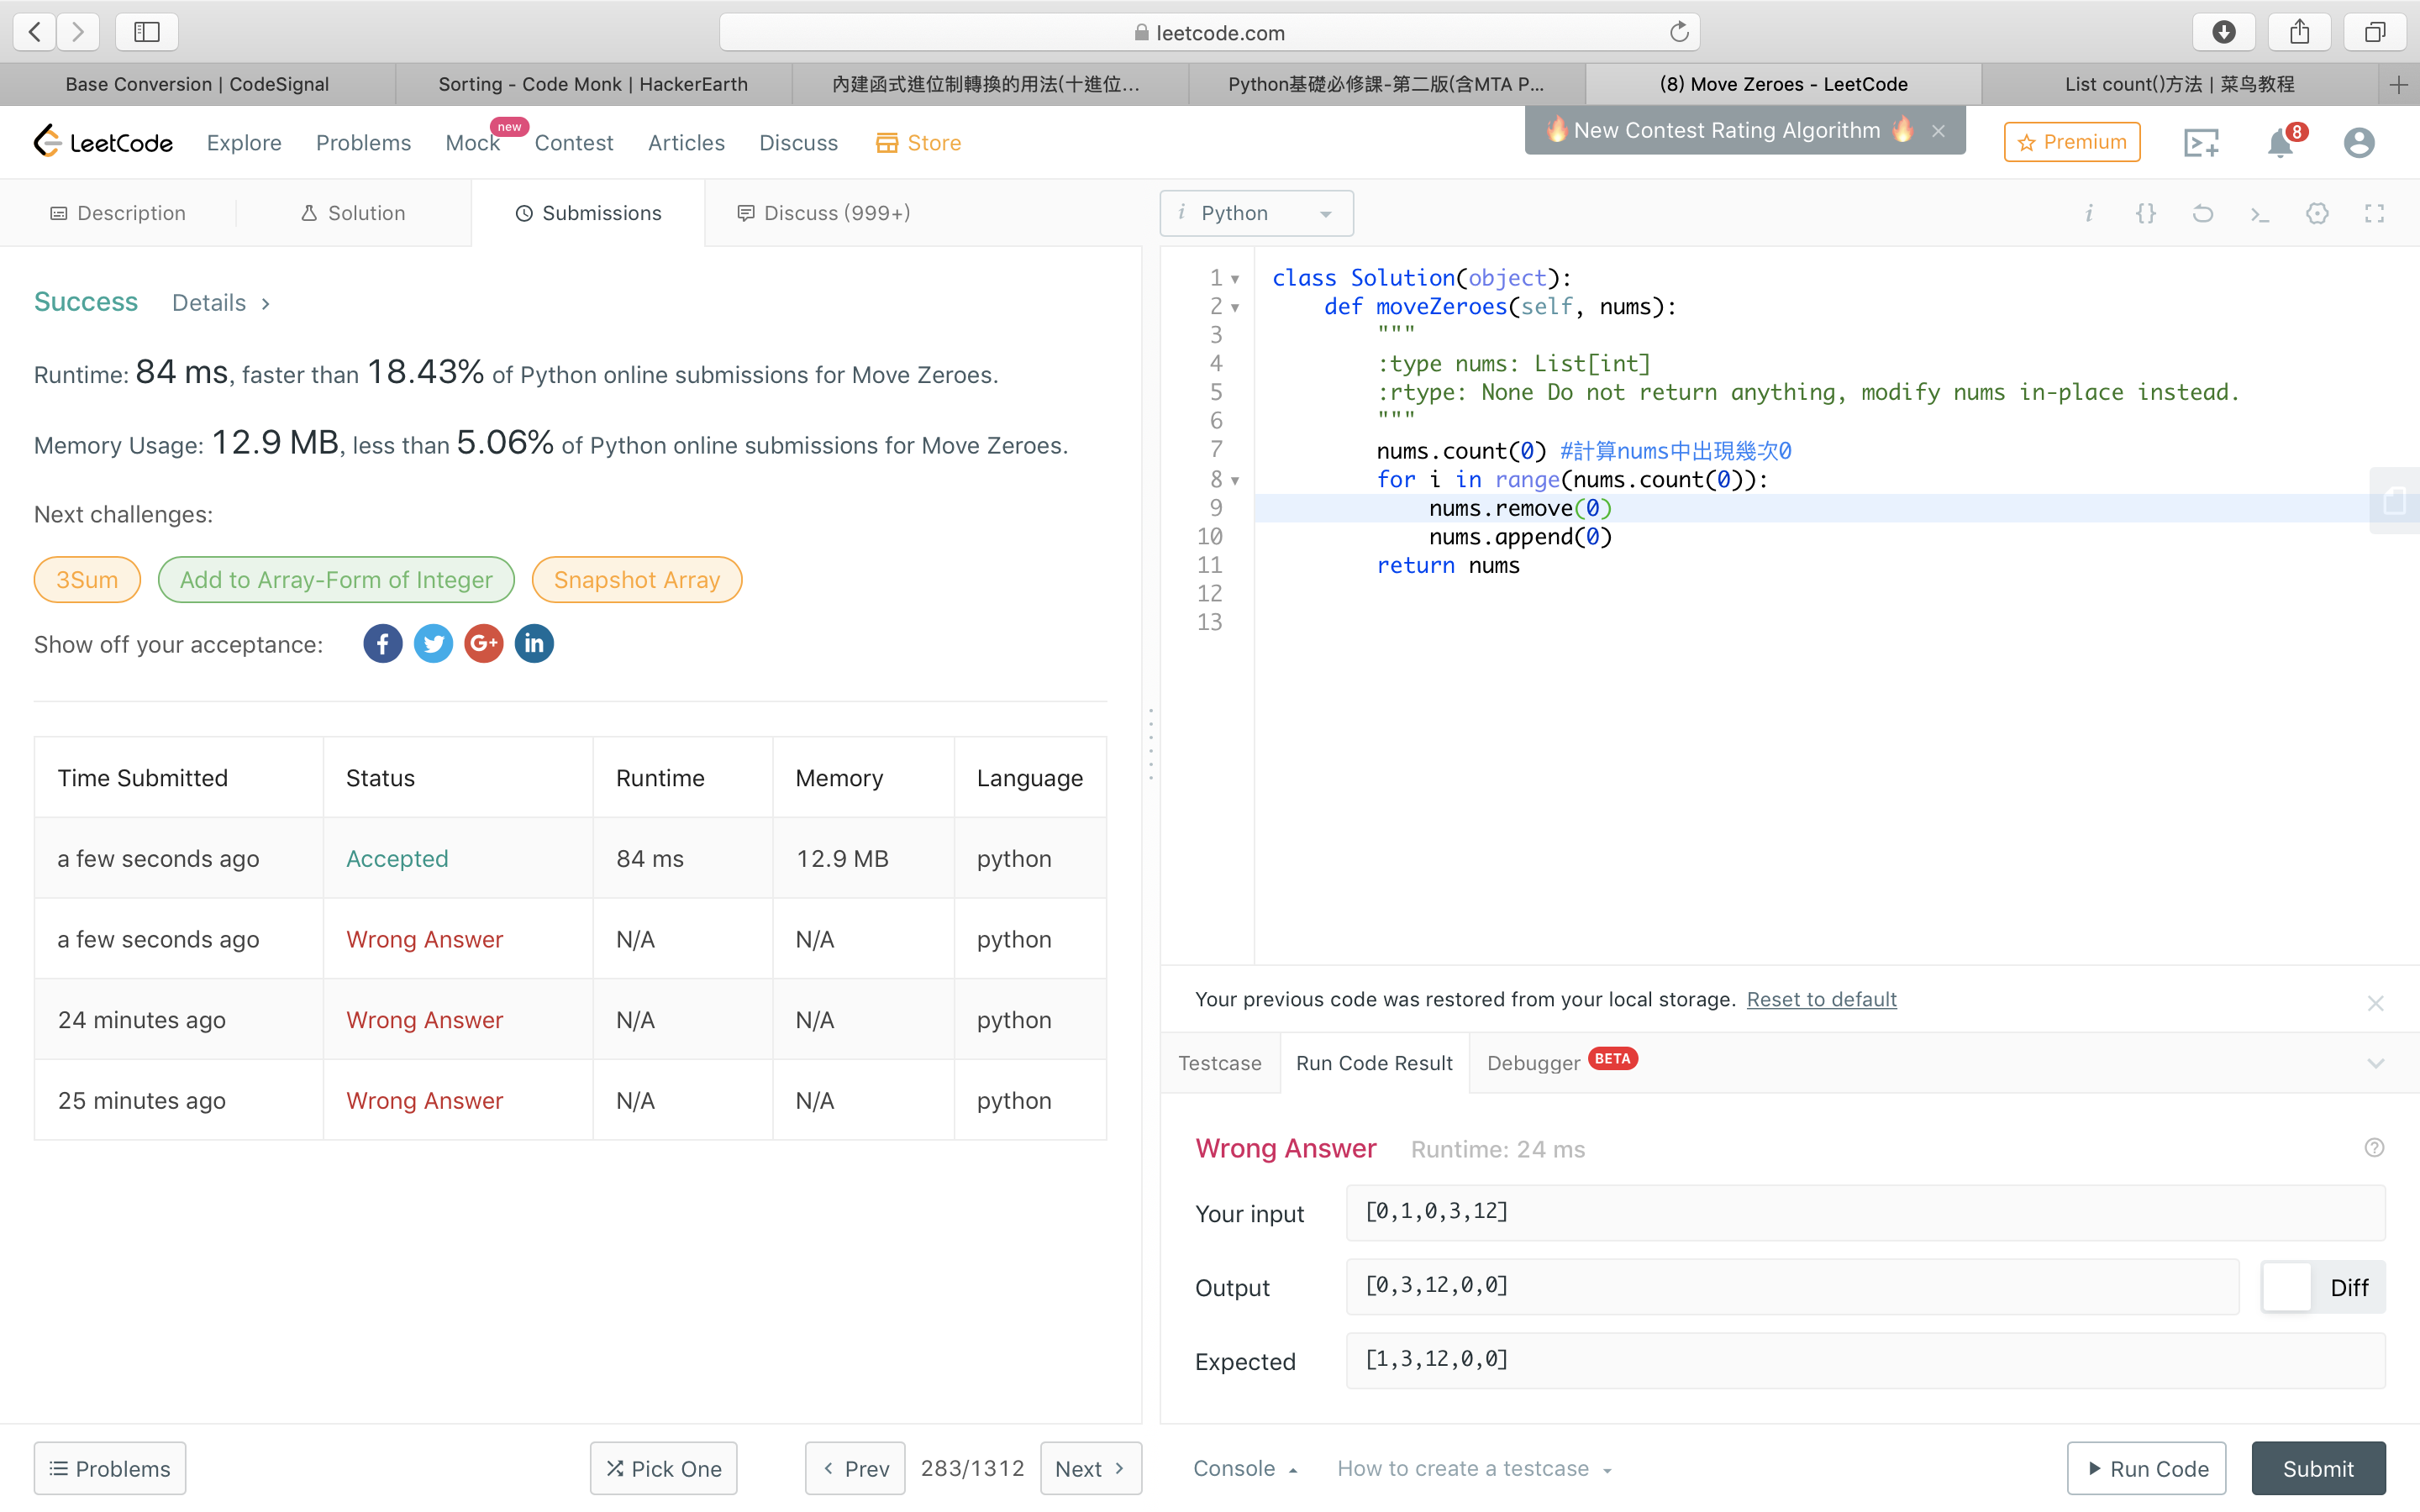 leetcode.com
Base Conversion | CodeSignal
Sorting - Code Monk | HackerEarth
內建函式進位制轉換的用法(十進位...
Python基礎必修課-第二版(含MTA P...
(8) Move Zeroes - LeetCode
List count()方法 | 菜鸟教程
LeetCode
Explore
Problems
Mock
new
Contest
Articles
Discuss
Store
🔥New Contest Rating Algorithm 🔥 ×
Premium
8
Description
Solution
Submissions
Discuss (999+)
i Python
Success
Details >
Runtime: 84 ms, faster than 18.43% of Python online submissions for Move Zeroes.
Memory Usage: 12.9 MB, less than 5.06% of Python online submissions for Move Zeroes.
Next challenges:
3Sum
Add to Array-Form of Integer
Snapshot Array
Show off your acceptance:
Time Submitted Status Runtime Memory Language
a few seconds ago Accepted 84 ms 12.9 MB python
a few seconds ago Wrong Answer N/A N/A python
24 minutes ago Wrong Answer N/A N/A python
25 minutes ago Wrong Answer N/A N/A python
Problems
Pick One
< Prev
283/1312
Next >
1 class Solution(object):
2     def moveZeroes(self, nums):
3         """
4         :type nums: List[int]
5         :rtype: None Do not return anything, modify nums in-place instead.
6         """
7         nums.count(0) #計算nums中出現幾次0
8         for i in range(nums.count(0)):
9             nums.remove(0)
10             nums.append(0)
11         return nums
12
13
Your previous code was restored from your local storage. Reset to default
Testcase
Run Code Result
Debugger BETA
Wrong Answer
Runtime: 24 ms
Your input
[0,1,0,3,12]
Output
[0,3,12,0,0]
Diff
Expected
[1,3,12,0,0]
Console
How to create a testcase
Run Code
Submit